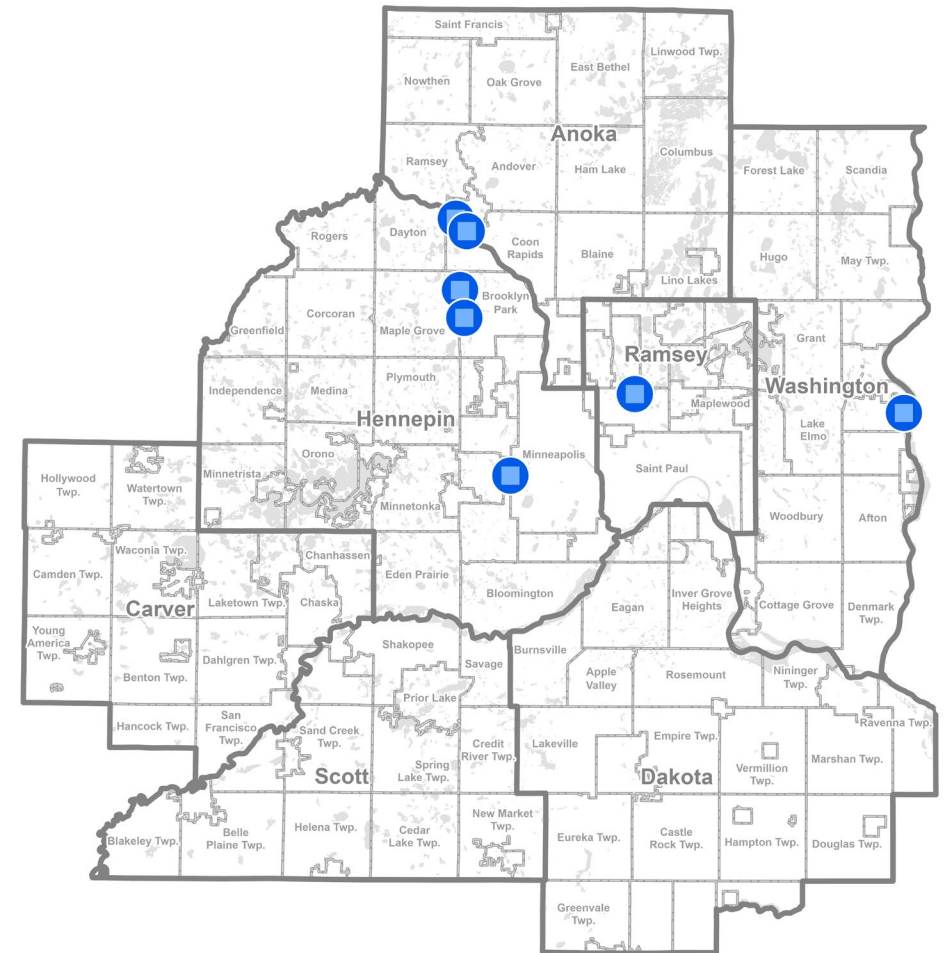 Saint Francis
Linwood Twp.
East Bethel
Nowthen
Oak Grove
Anoka
Ramsey
Andover
Ham Lake
Columbus
Forest Lake
Scandia
Rogers
Dayton
Coon
Rapids
Blaine
Lino Lakes
Hugo
May Twp.
Corcoran
Brooklyn
Park
Greenfield
Maple Grove
Grant
Ramsey
Washington
Independence
Medina
Plymouth
Maplewood
Hennepin
Lake
Elmo
Orono
Minneapolis
Saint Paul
Minnetrista
Hollywood
Twp.
Watertown
Twp.
Minnetonka
Woodbury
Afton
Waconia Twp.
Chanhassen
Camden Twp.
Eden Prairie
Bloomington
Laketown Twp.
Chaska
Carver
Eagan
Inver Grove
Heights
Cottage Grove
Denmark
Twp.
Young
America
Twp.
Dahlgren Twp.
Benton Twp.
Shakopee
Savage
Burnsville
Apple
Valley
Rosemount
Nininger
Twp.
Prior Lake
Hancock Twp.
San
Francisco
Twp.
Sand Creek
Twp.
Credit
River Twp.
Lakeville
Empire Twp.
Ravenna Twp.
Scott
Spring
Lake Twp.
Dakota
Vermillion
Twp.
Marshan Twp.
Blakeley Twp.
Belle
Plaine Twp.
Helena Twp.
Cedar
Lake Twp.
New Market
Twp.
Eureka Twp.
Castle
Rock Twp.
Hampton Twp.
Douglas Twp.
Greenvale
Twp.